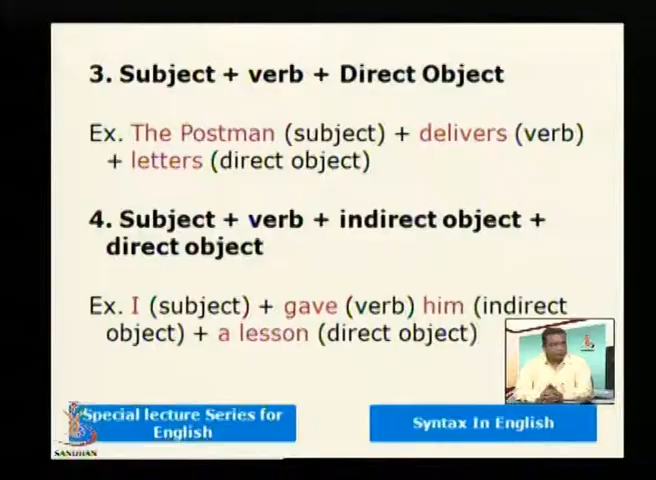 3. Subject + verb + Direct Object
Ex. The Postman (subject) + delivers (verb)
+ letters (direct object)
4. Subject + verb + indirect object +
direct object
Ex. I (subject) + gave (verb) him (indirect
object) + a lesson (direct object)
Special lecture Series for
English
Syntax In English
SANDHAN